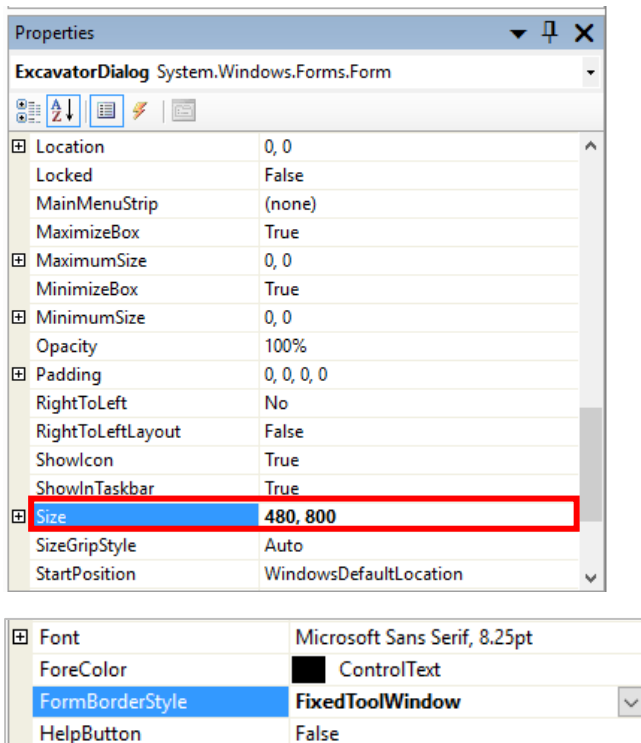 Properties
ExcavatorDialog System.Windows.Forms.Form
Location 0, 0
Locked False
MainMenuStrip (none)
MaximizeBox True
MaximumSize 0, 0
MinimizeBox True
MinimumSize 0, 0
Opacity 100%
Padding 0, 0, 0, 0
RightToLeft No
RightToLeftLayout False
ShowIcon True
ShowInTaskbar True
Size 480, 800
SizeGripStyle Auto
StartPosition WindowsDefaultLocation
Font Microsoft Sans Serif, 8.25pt
ForeColor ControlText
FormBorderStyle FixedToolWindow
HelpButton False